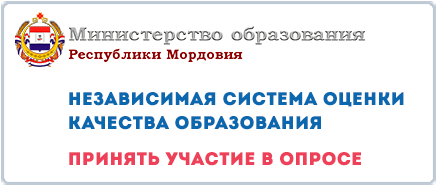 Министерство образования
Республики Мордовия
НЕЗАВИСИМАЯ СИСТЕМА ОЦЕНКИ
КАЧЕСТВА ОБРАЗОВАНИЯ
ПРИНЯТЬ УЧАСТИЕ В ОПРОСЕ